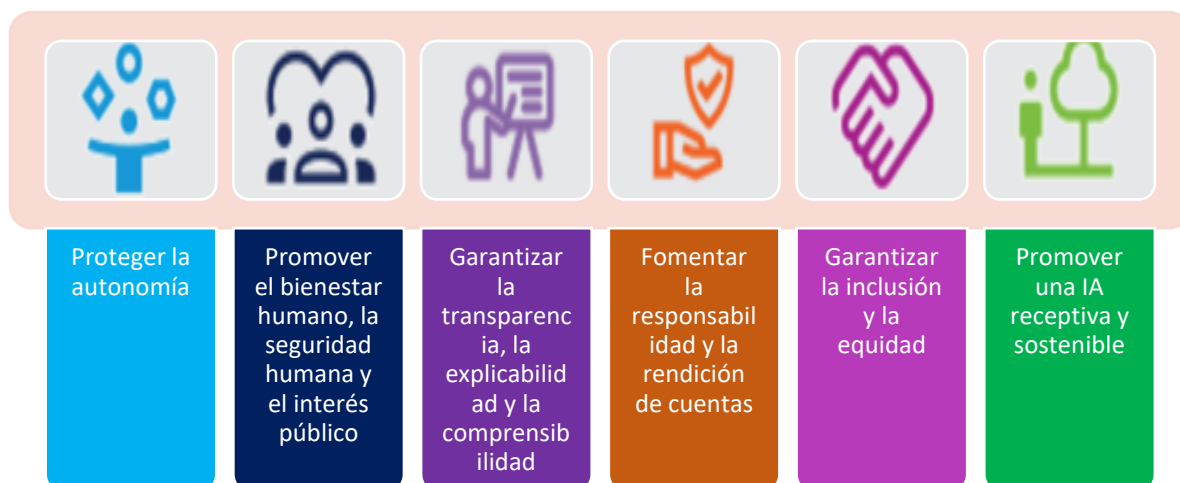 Proteger la
autonomía
Promover
el bienestar
humano, la
seguridad
humana y
el interés
público
Garantizar
la
transparenc
ia, la
explicabilid
ad y la
comprensib
ilidad
Fomentar
la
responsabil
idad y la
rendición
de cuentas
Garantizar
la inclusión
y la
equidad
Promover
una IA
receptiva y
sostenible